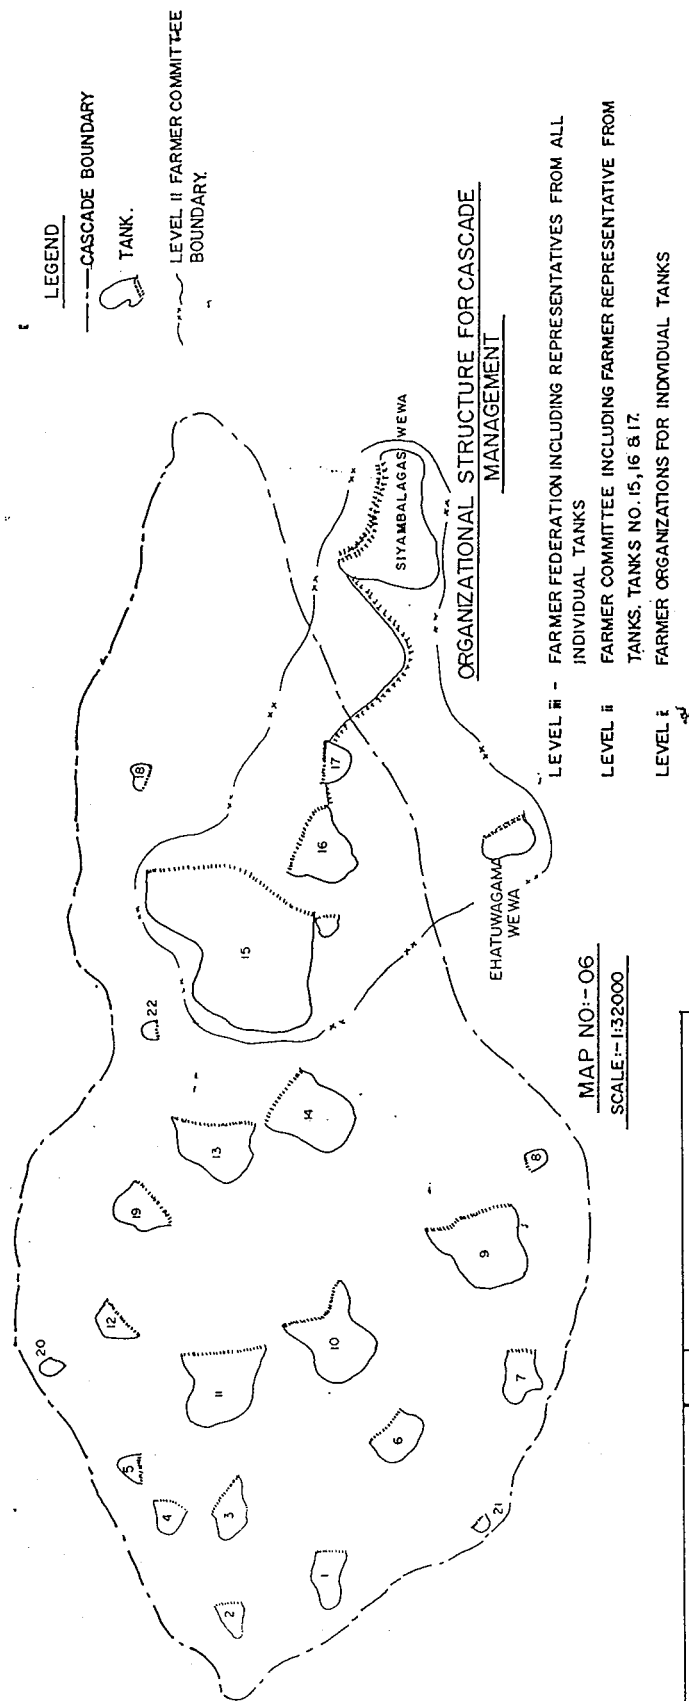 LEGEND
CASCADE BOUNDARY
TANK.
LEVEL II FARMER COMMITTEE
BOUNDARY.
20
12
19
22
18
5
4
11
13
15
3
2
10
14
16
17
SIYAMBALAGAS WEWA
1
6
9
8
7
21
EHATUWAGAMA
WEWA
MAP NO:-06
SCALE:-1:32000
ORGANIZATIONAL STRUCTURE FOR CASCADE
MANAGEMENT
LEVEL iii - FARMER FEDERATION INCLUDING REPRESENTATIVES FROM ALL
INDIVIDUAL TANKS
LEVEL ii FARMER COMMITTEE INCLUDING FARMER REPRESENTATIVE FROM
TANKS. TANKS NO. 15, 16 & 17.
LEVEL i FARMER ORGANIZATIONS FOR INDIVIDUAL TANKS